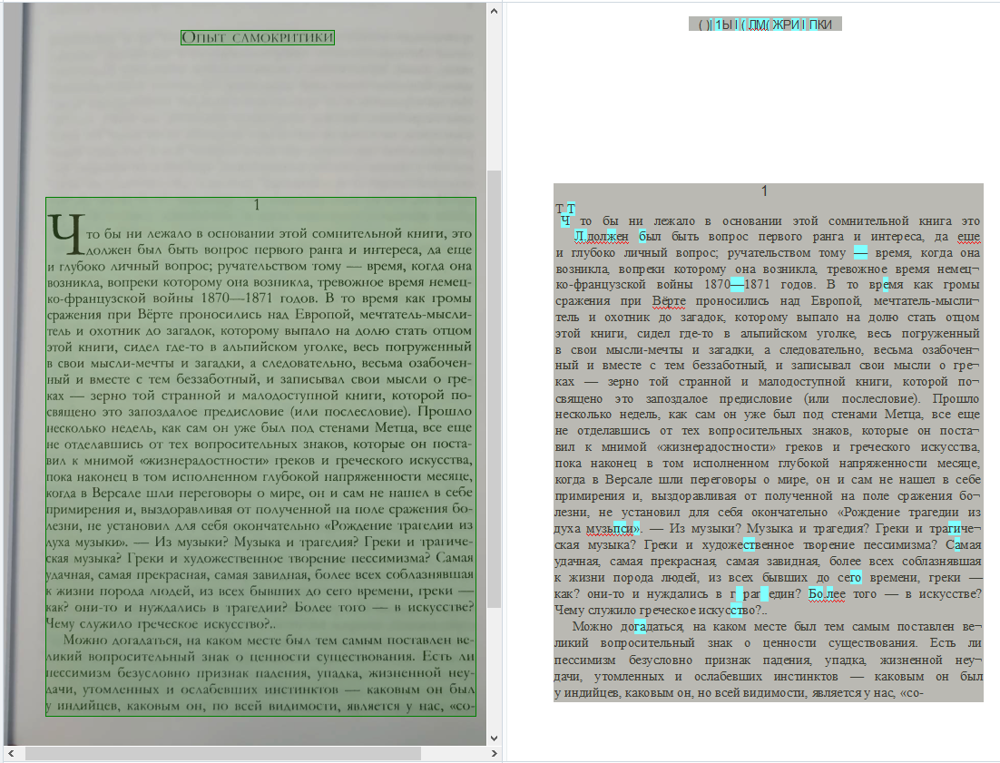 Опыт самокритики
1
Что бы ни лежало в основании этой сомнительной книги, это
должен был быть вопрос первого ранга и интереса, да еще
и глубоко личный вопрос; ручательством тому — время, когда она
возникла, вопреки которому она возникла, тревожное время немец-
ко-французской войны 1870—1871 годов. В то время как громы
сражения при Вёрте проносились над Европой, мечтатель-мысли-
тель и охотник до загадок, которому выпало на долю стать отцом
этой книги, сидел где-то в альпийском уголке, весь погруженный
в свои мысли-мечты и загадки, а следовательно, весьма озабочен-
ный и вместе с тем беззаботный, и записывал свои мысли о гре-
ках — зерно той странной и малодоступной книги, которой по-
священо это запоздалое предисловие (или послесловие). Прошло
несколько недель, как сам он уже был под стенами Метца, все еще
не отделавшись от тех вопросительных знаков, которые он поста-
вил к мнимой «жизнерадостности» греков и греческого искусства,
пока наконец в том исполненном глубокой напряженности месяце,
когда в Версале шли переговоры о мире, он и сам не нашел в себе
примирения и, выздоравливая от полученной на поле сражения бо-
лезни, не установил для себя окончательно «Рождение трагедии из
духа музыки». — Из музыки? Музыка и трагедия? Греки и трагиче-
ская музыка? Греки и художественное творение пессимизма? Самая
удачная, самая прекрасная, самая завидная, более всех соблазнявшая
к жизни порода людей, из всех бывших до сего времени, греки —
как? они-то и нуждались в трагедии? Более того — в искусстве?
Чему служило греческое искусство?..
Можно догадаться, на каком месте был тем самым поставлен ве-
ликий вопросительный знак о ценности существования. Есть ли
пессимизм безусловно признак падения, упадка, жизненной неу-
дачи, утомленных и ослабевших инстинктов — каковым он был
у индийцев, каковым он, по всей видимости, является у нас, «со-
( )| 1Ы | ( ЛМ( ЖРИ | ПКИ
1
Т Т
Ч то бы ни лежало в основании этой сомнительной книга это
Л.должен был быть вопрос первого ранга и интереса, да еще
и глубоко личный вопрос; ручательством тому — время, когда она
возникла, вопреки которому она возникла, тревожное время немец¬
ко-французской войны 1870—1871 годов. В то время как громы
сражения при Вёрте проносились над Европой, мечтатель-мысли¬
тель и охотник до загадок, которому выпало на долю стать отцом
этой книги, сидел где-то в альпийском уголке, весь погруженный
в свои мысли-мечты и загадки, а следовательно, весьма озабочен¬
ный и вместе с тем беззаботный, и записывал свои мысли о гре¬
ках — зерно той странной и малодоступной книги, которой по¬
священо это запоздалое предисловие (или послесловие). Прошло
несколько недель, как сам он уже был под стенами Метца, все еще
не отделавшись от тех вопросительных знаков, которые он поста¬
вил к мнимой «жизнерадостности» греков и греческого искусства,
пока наконец в том исполненном глубокой напряженности месяце,
когда в Версале шли переговоры о мире, он и сам не нашел в себе
примирения и, выздоравливая от полученной на поле сражения бо¬
лезни, не установил для себя окончательно «Рождение трагедии из
духа музыпси». — Из музыки? Музыка и трагедия? Греки и трагиче¬
ская музыка? Греки и художественное творение пессимизма? Самая
удачная, самая прекрасная, самая завидная, более всех соблазнявшая
к жизни порода людей, из всех бывших до сего времени, греки —
как? они-то и нуждались в г раг един? Бо.лее того — в искусстве?
Чему служило греческое искусство?..
Можно догадаться, на каком месте был тем самым поставлен ве¬
ликий вопросительный знак о ценности существования. Есть ли
пессимизм безусловно признак падения, упадка, жизненной неу¬
дачи, утомленных и ослабевших инстинктов — каковым он был
у индийцев, каковым он, но всей видимости, является у нас, «со-